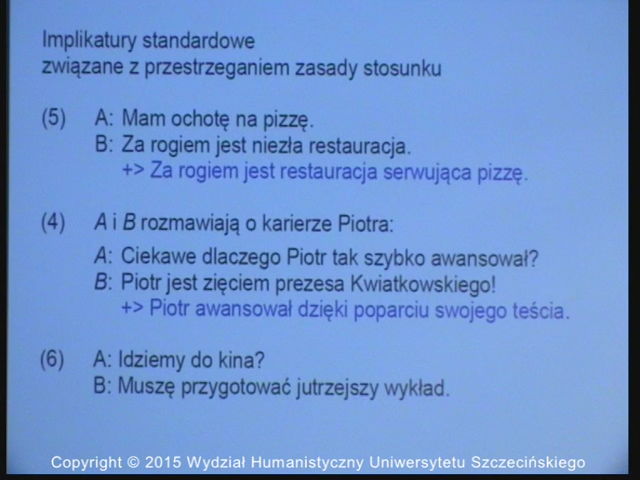 Implikatury standardowe
związane z przestrzeganiem zasady stosunku
(5) A: Mam ochotę na pizzę.
B: Za rogiem jest niezła restauracja.
+> Za rogiem jest restauracja serwująca pizzę.
(4) A i B rozmawiają o karierze Piotra:
A: Ciekawe dlaczego Piotr tak szybko awansował?
B: Piotr jest zięciem prezesa Kwiatkowskiego!
+> Piotr awansował dzięki poparciu swojego teścia.
(6) A: Idziemy do kina?
B: Muszę przygotować jutrzejszy wykład.
Copyright © 2015 Wydział Humanistyczny Uniwersytetu Szczecińskiego